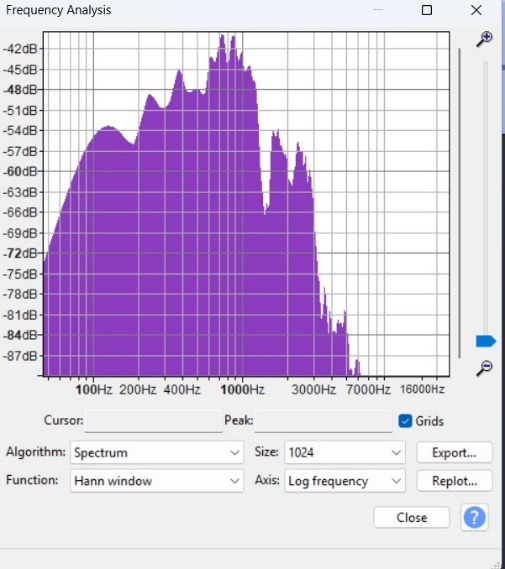 Frequency Analysis
-42dB
-45dB
-48dB
-51dB
-54dB
-57dB
-60dB
-63dB
-66dB
-69dB
-72dB
-75dB
-78dB
-81dB
-84dB
-87dB
100Hz 200Hz 400Hz 1000Hz 3000Hz 7000Hz 16000Hz
Cursor: Peak: Grids
Algorithm: Spectrum Size: 1024 Export...
Function: Hann window Axis: Log frequency Replot...
Close ?